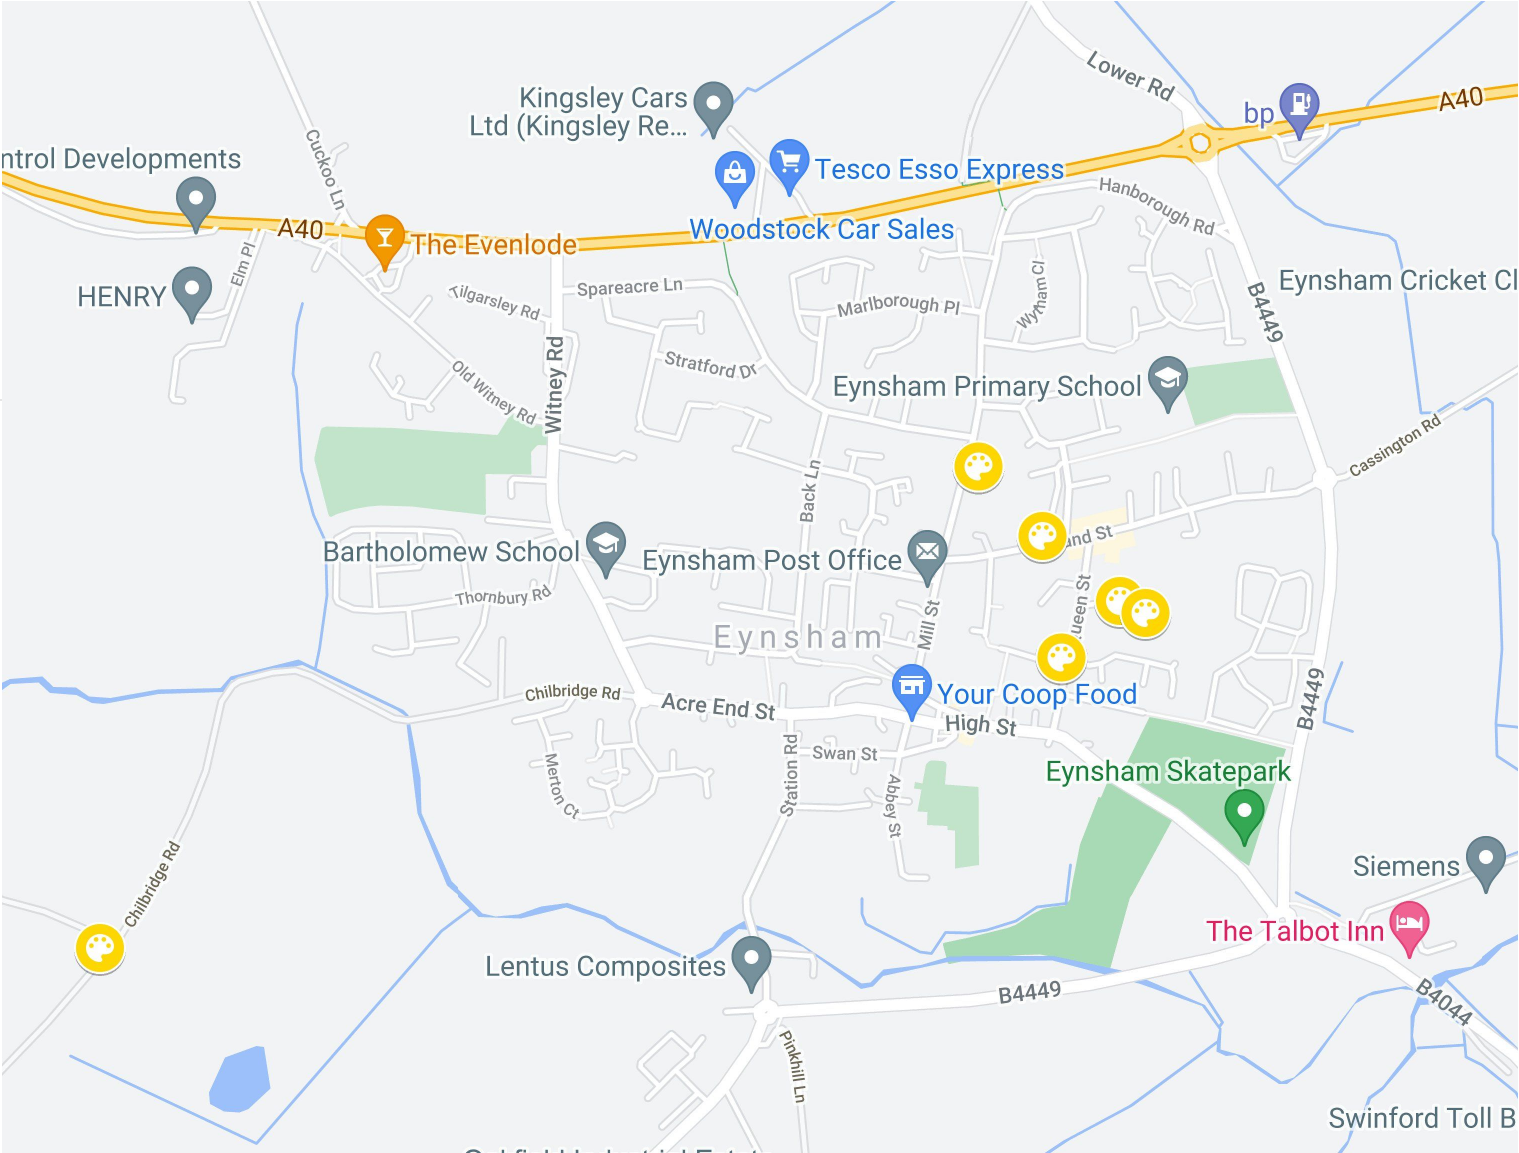 Lower Rd
A40
bp
Kingsley Cars
Ltd (Kingsley Re...
Cuckoo Ln
ntrol Developments
Tesco Esso Express
Hanborough Rd
Woodstock Car Sales
A40
The Evenlode
Elm Pl
HENRY
Tilgarsley Rd
Spareacre Ln
Marlborough Pl
Wytham Cl
Eynsham Cricket Cl
B4449
Witney Rd
Stratford Dr
Old Witney Rd
Eynsham Primary School
Cassington Rd
Back Ln
and St
Bartholomew School
Eynsham Post Office
Thornbury Rd
Mill St
ueen St
Eynsham
Chilbridge Rd
Acre End St
Your Coop Food
High St
B4449
Station Rd
Swan St
Merton Ct
Abbey St
Eynsham Skatepark
Chilbridge Rd
Siemens
The Talbot Inn
Lentus Composites
B4449
B4044
Pinkhill Ln
Swinford Toll B